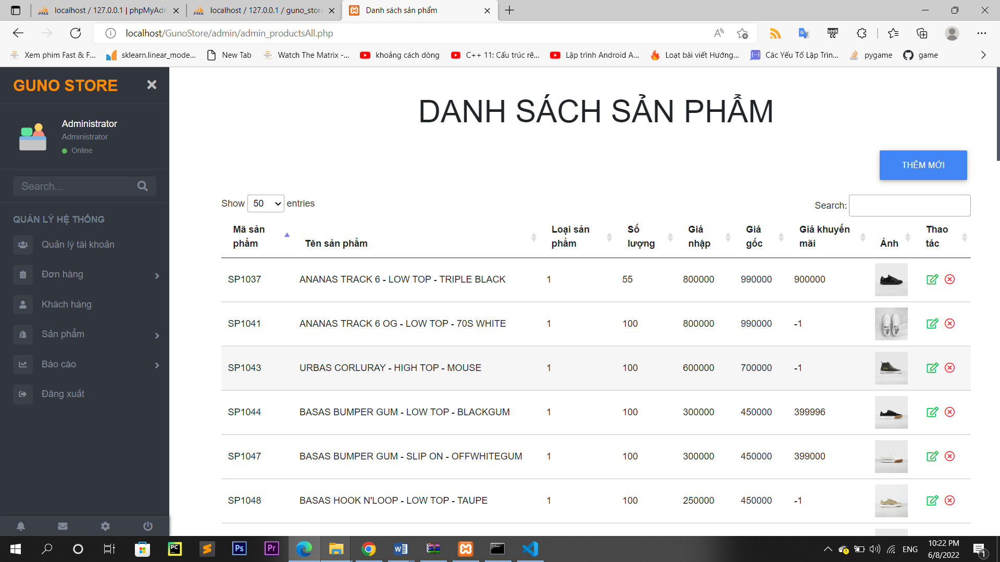 localhost / 127.0.0.1 | phpMyAdn
localhost / 127.0.0.1 / guno_store
Danh sách sản phẩm
localhost/GunoStore/admin/admin_productsAll.php
Xem phim Fast & F...
sklearn.linear_mode...
New Tab
Watch The Matrix -...
khoảng cách dòng
C++ 11: Cấu trúc rẽ...
Lập trình Android A...
Loạt bài viết Hướng...
Các Yếu Tố Lập Trìn...
pygame
game
GUNO STORE
Administrator
Administrator
Online
Search...
QUẢN LÝ HỆ THỐNG
Quản lý tài khoản
Đơn hàng
Khách hàng
Sản phẩm
Báo cáo
Đăng xuất
DANH SÁCH SẢN PHẨM
THÊM MỚI
Show 50 entries
Search:
Mã sản phẩm Tên sản phẩm Loại sản phẩm Số lượng Giá nhập Giá gốc Giá khuyến mãi Ảnh Thao tác
SP1037 ANANAS TRACK 6 - LOW TOP - TRIPLE BLACK 1 55 800000 990000 900000
SP1041 ANANAS TRACK 6 OG - LOW TOP - 70S WHITE 1 100 800000 990000 -1
SP1043 URBAS CORLURAY - HIGH TOP - MOUSE 1 100 600000 700000 -1
SP1044 BASAS BUMPER GUM - LOW TOP - BLACKGUM 1 100 300000 450000 399996
SP1047 BASAS BUMPER GUM - SLIP ON - OFFWHITEGUM 1 100 300000 450000 399000
SP1048 BASAS HOOK N'LOOP - LOW TOP - TAUPE 1 100 250000 450000 -1
ENG
10:22 PM
6/8/2022
1